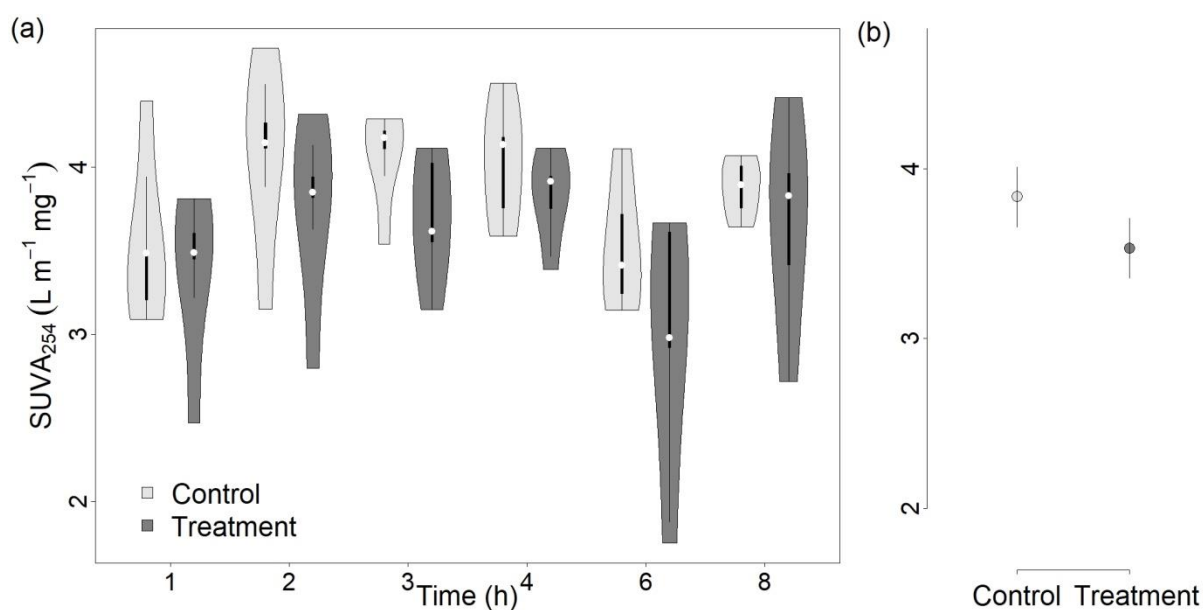 (a)
(b)
SUVA₂₅₄ (L m⁻¹ mg⁻¹)
4
3
2
Control
Treatment
1 2 3 4 6 8
Time (h)
4
3
2
Control Treatment